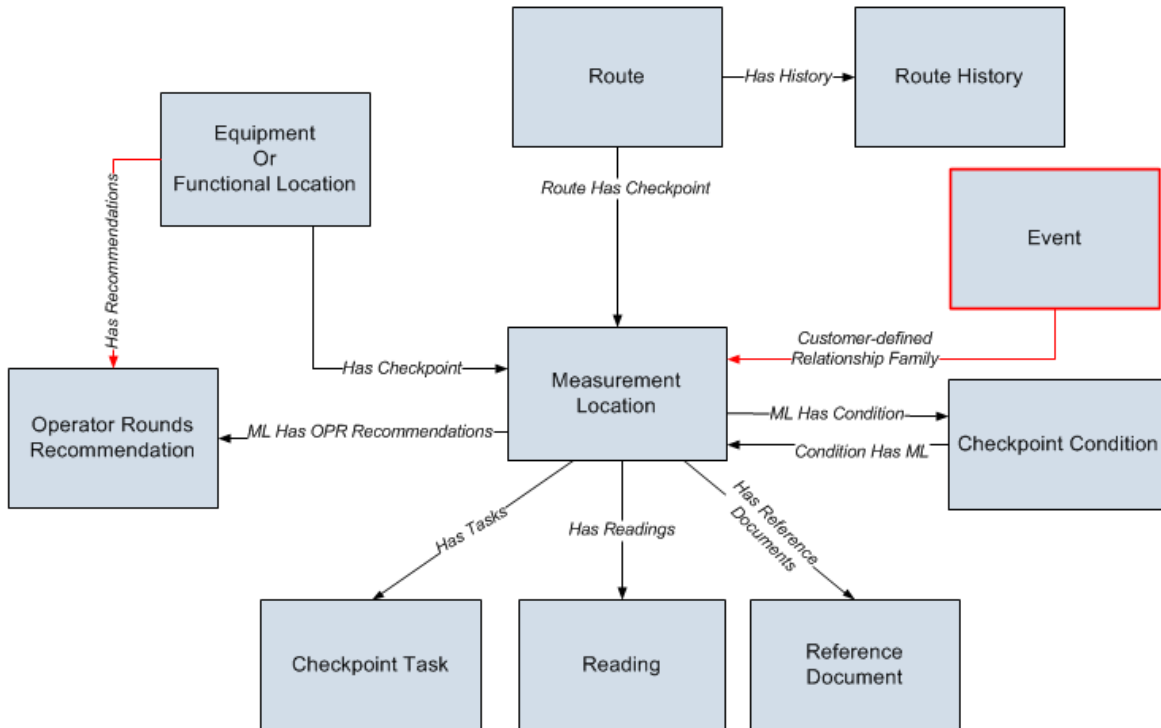 Route
Has History
Route History
Equipment
Or
Functional Location
Has Recommendations
Route Has Checkpoint
Event
Customer-defined
Relationship Family
Has Checkpoint
Measurement
Location
Operator Rounds
Recommendation
ML Has OPR Recommendations
ML Has Condition
Condition Has ML
Checkpoint Condition
Has Tasks
Has Readings
Has Reference
Documents
Checkpoint Task
Reading
Reference
Document